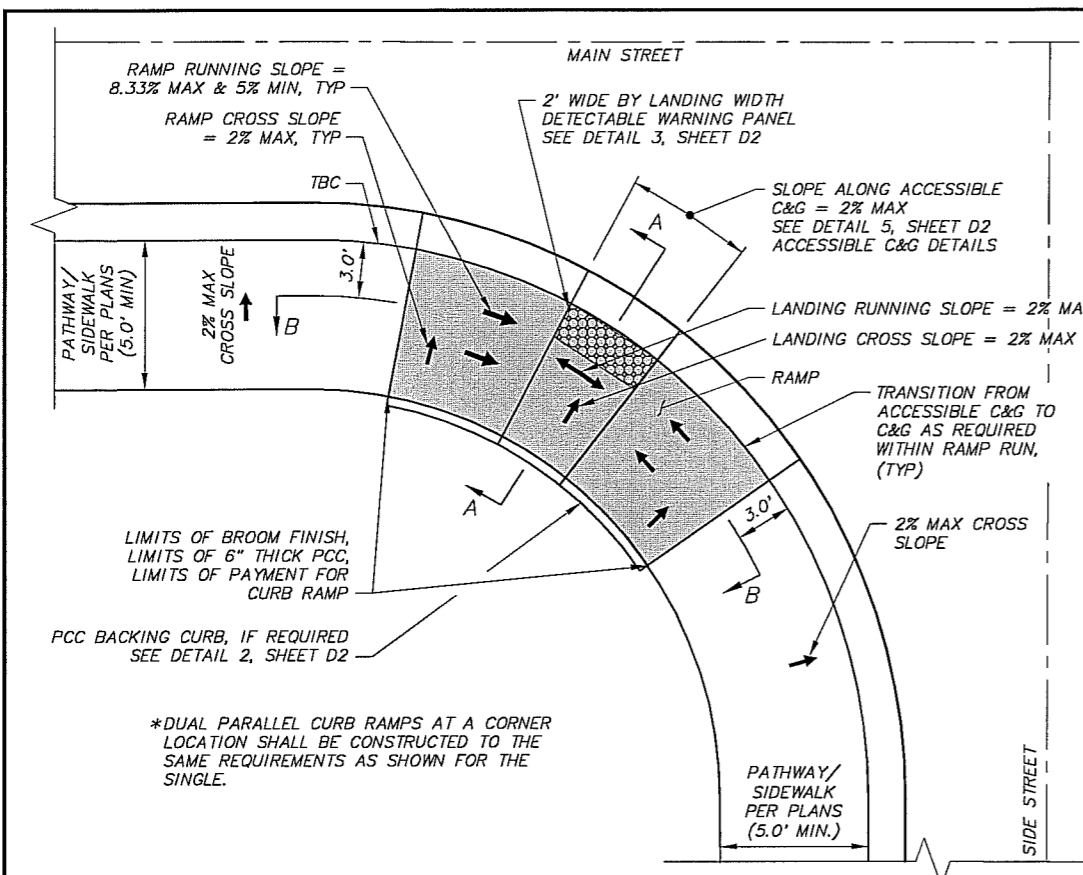 MAIN STREET
RAMP RUNNING SLOPE =
8.33% MAX & 5% MIN, TYP
RAMP CROSS SLOPE
= 2% MAX, TYP
TBC
2' WIDE BY LANDING WIDTH
DETECTABLE WARNING PANEL
SEE DETAIL 3, SHEET D2
SLOPE ALONG ACCESSIBLE
C&G = 2% MAX
SEE DETAIL 5, SHEET D2
ACCESSIBLE C&G DETAILS
A
PATHWAY/
SIDEWALK
PER PLANS
(5.0' MIN)
2% MAX
CROSS SLOPE
B
3.0'
LANDING RUNNING SLOPE = 2% MA
LANDING CROSS SLOPE = 2% MAX
RAMP
TRANSITION FROM
ACCESSIBLE C&G TO
C&G AS REQUIRED
WITHIN RAMP RUN,
(TYP)
A
3.0'
B
2% MAX CROSS
SLOPE
LIMITS OF BROOM FINISH,
LIMITS OF 6" THICK PCC,
LIMITS OF PAYMENT FOR
CURB RAMP
PCC BACKING CURB, IF REQUIRED
SEE DETAIL 2, SHEET D2
*DUAL PARALLEL CURB RAMPS AT A CORNER
LOCATION SHALL BE CONSTRUCTED TO THE
SAME REQUIREMENTS AS SHOWN FOR THE
SINGLE.
PATHWAY/
SIDEWALK
PER PLANS
(5.0' MIN.)
SIDE STREET